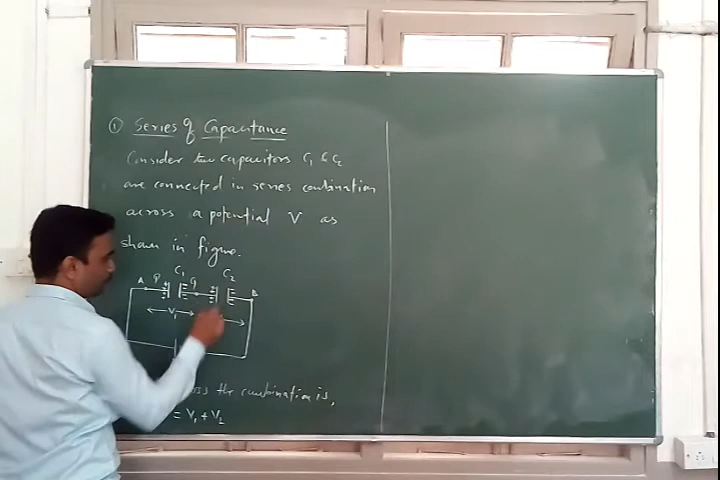 ① Series of Capacitance
Consider two capacitors C₁ & C₂
are connected in series combination
across a potential V as
shown in figure.
C₁ C₂
A q q B
V₁
the combination is,
= V₁ + V₂